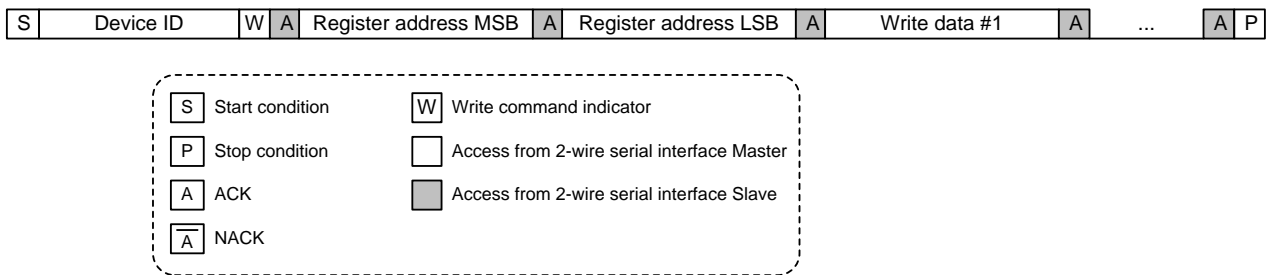 S Device ID W A Register address MSB A Register address LSB A Write data #1 A ... A P
S Start condition W Write command indicator
P Stop condition Access from 2-wire serial interface Master
A ACK Access from 2-wire serial interface Slave
A̅ NACK